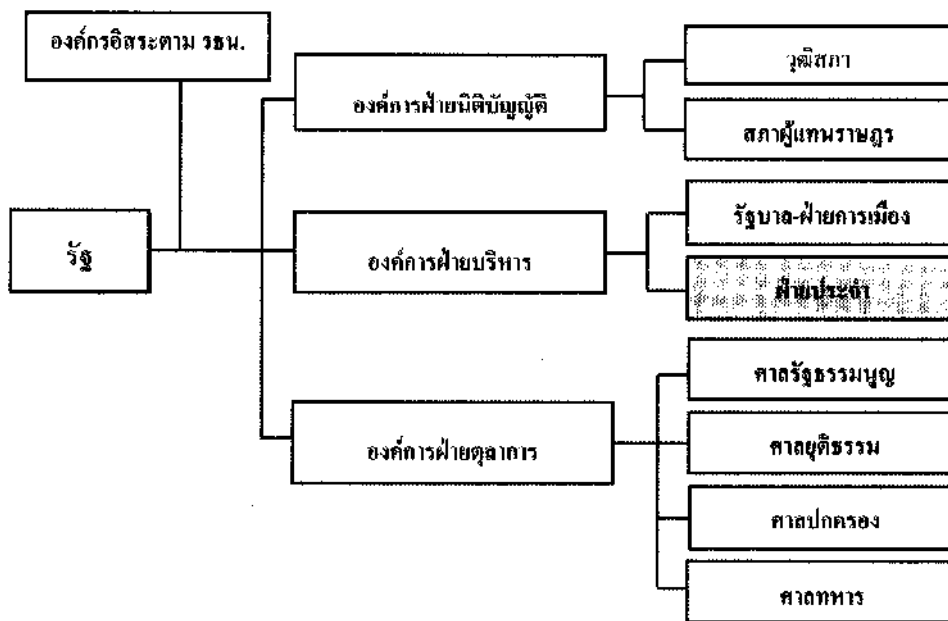 องค์กรอิสระตาม รธน.
รัฐ
องค์การฝ่ายนิติบัญญัติ
วุฒิสภา
สภาผู้แทนราษฎร
องค์การฝ่ายบริหาร
รัฐบาล-ฝ่ายการเมือง
ฝ่ายประจำ
องค์การฝ่ายตุลาการ
ศาลรัฐธรรมนูญ
ศาลยุติธรรม
ศาลปกครอง
ศาลทหาร